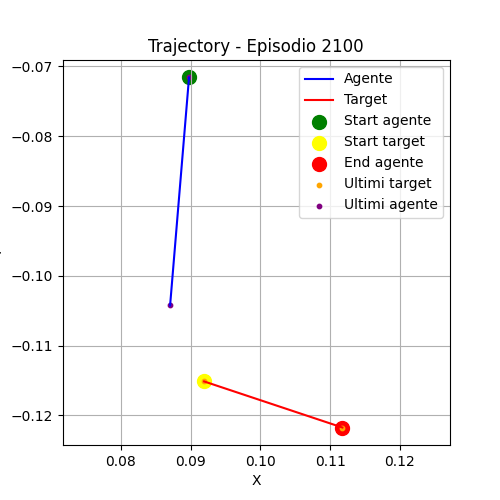 Trajectory - Episodio 2100
Agente
Target
Start agente
Start target
End agente
Ultimi target
Ultimi agente
−0.07
−0.08
−0.09
−0.10
−0.11
−0.12
0.08
0.09
0.10
0.11
0.12
X